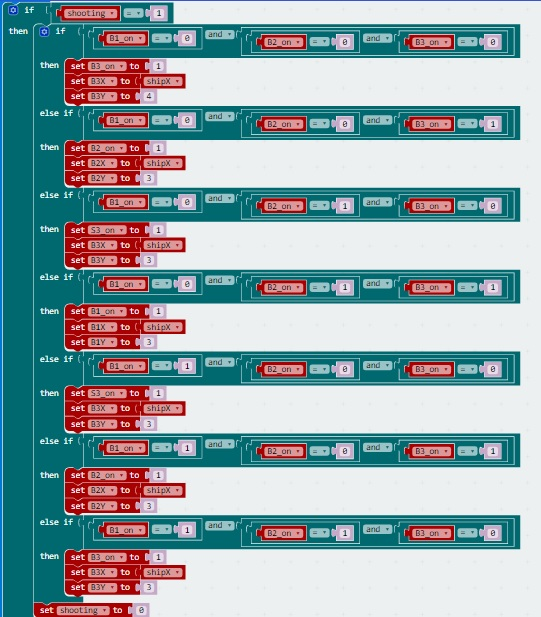 if shooting = 1
then if B1_on = 0 and B2_on = 0 and B3_on = 0
then set B3_on to 1
set B3X to shipX
set B3Y to 4
else if B1_on = 0 and B2_on = 0 and B3_on = 1
then set B2_on to 1
set B2X to shipX
set B2Y to 3
else if B1_on = 0 and B2_on = 1 and B3_on = 0
then set S3_on to 1
set B3X to shipX
set B3Y to 3
else if B1_on = 0 and B2_on = 1 and B3_on = 1
then set B1_on to 1
set B1X to shipX
set B1Y to 3
else if B1_on = 1 and B2_on = 0 and B3_on = 0
then set S3_on to 1
set B3X to shipX
set B3Y to 3
else if B1_on = 1 and B2_on = 0 and B3_on = 1
then set B2_on to 1
set B2X to shipX
set B2Y to 3
else if B1_on = 1 and B2_on = 1 and B3_on = 0
then set B3_on to 1
set B3X to shipX
set B3Y to 3
set shooting to 0